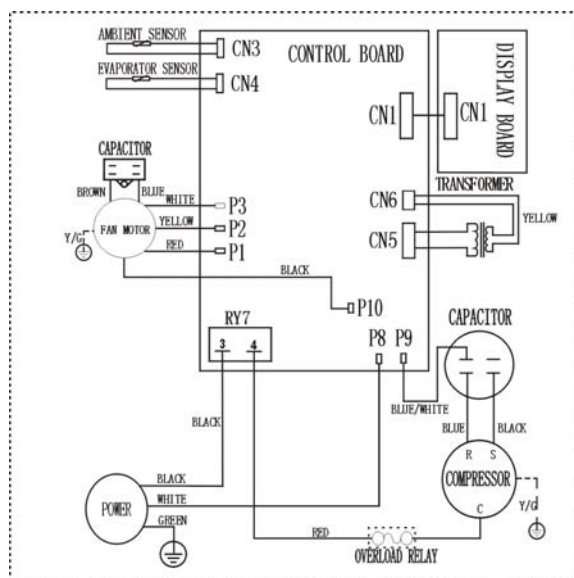 AMBIENT SENSOR
CN3
CONTROL BOARD
EVAPORATOR SENSOR
CN4
DISPLAY BOARD
CN1
CN1
CAPACITOR
TRANSFORMER
BROWN
BLUE
WHITE
P3
CN6
YELLOW
YELLOW
P2
FAN MOTOR
Y/G
RED
P1
CN5
BLACK
P10
RY7
CAPACITOR
3
4
P8
P9
BLUE/WHITE
BLACK
BLUE
BLACK
R
S
COMPRESSOR
BLACK
WHITE
POWER
GREEN
Y/G
C
RED
OVERLOAD RELAY